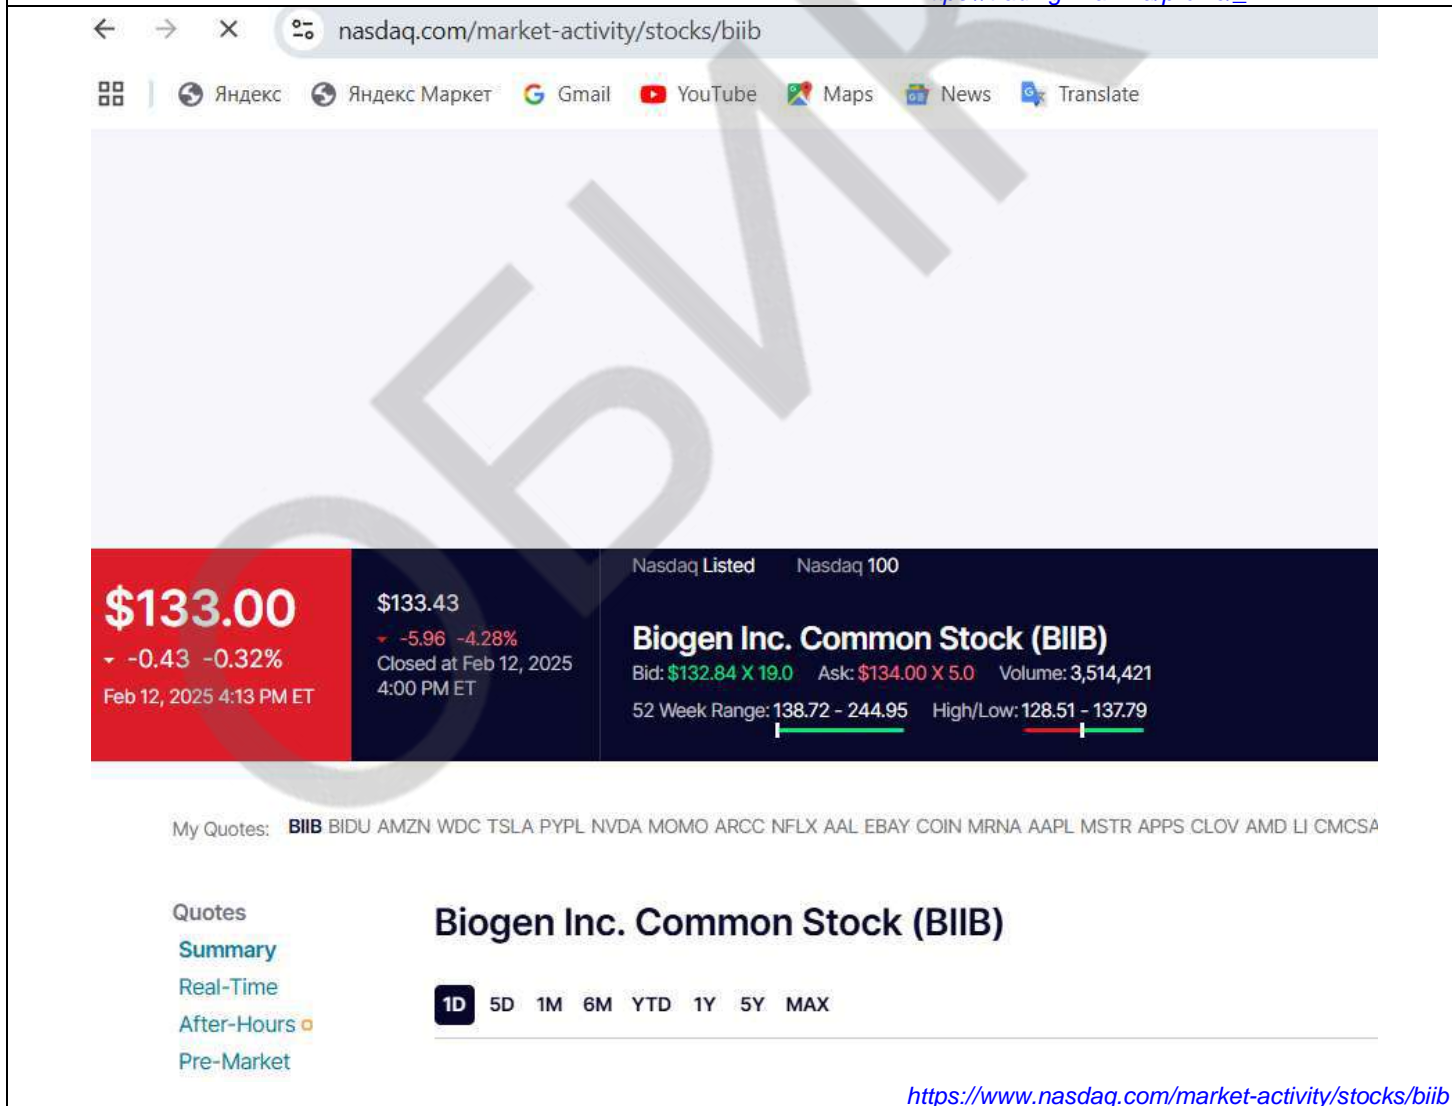 nasdaq.com/market-activity/stocks/biib
Яндекс Яндекс Маркет Gmail YouTube Maps News Translate
Nasdaq Listed Nasdaq 100
$133.00
-0.43 -0.32%
Feb 12, 2025 4:13 PM ET
$133.43
-5.96 -4.28%
Closed at Feb 12, 2025
4:00 PM ET
Biogen Inc. Common Stock (BIIB)
Bid: $132.84 X 19.0 Ask: $134.00 X 5.0 Volume: 3,514,421
52 Week Range: 138.72 - 244.95 High/Low: 128.51 - 137.79
My Quotes: BIIB BIDU AMZN WDC TSLA PYPL NVDA MOMO ARCC NFLX AAL EBAY COIN MRNA AAPL MSTR APPS CLOV AMD LI CMCSA
Quotes
Summary
Real-Time
After-Hours
Pre-Market
Biogen Inc. Common Stock (BIIB)
1D 5D 1M 6M YTD 1Y 5Y MAX
https://www.nasdaq.com/market-activity/stocks/biib
ОБИК